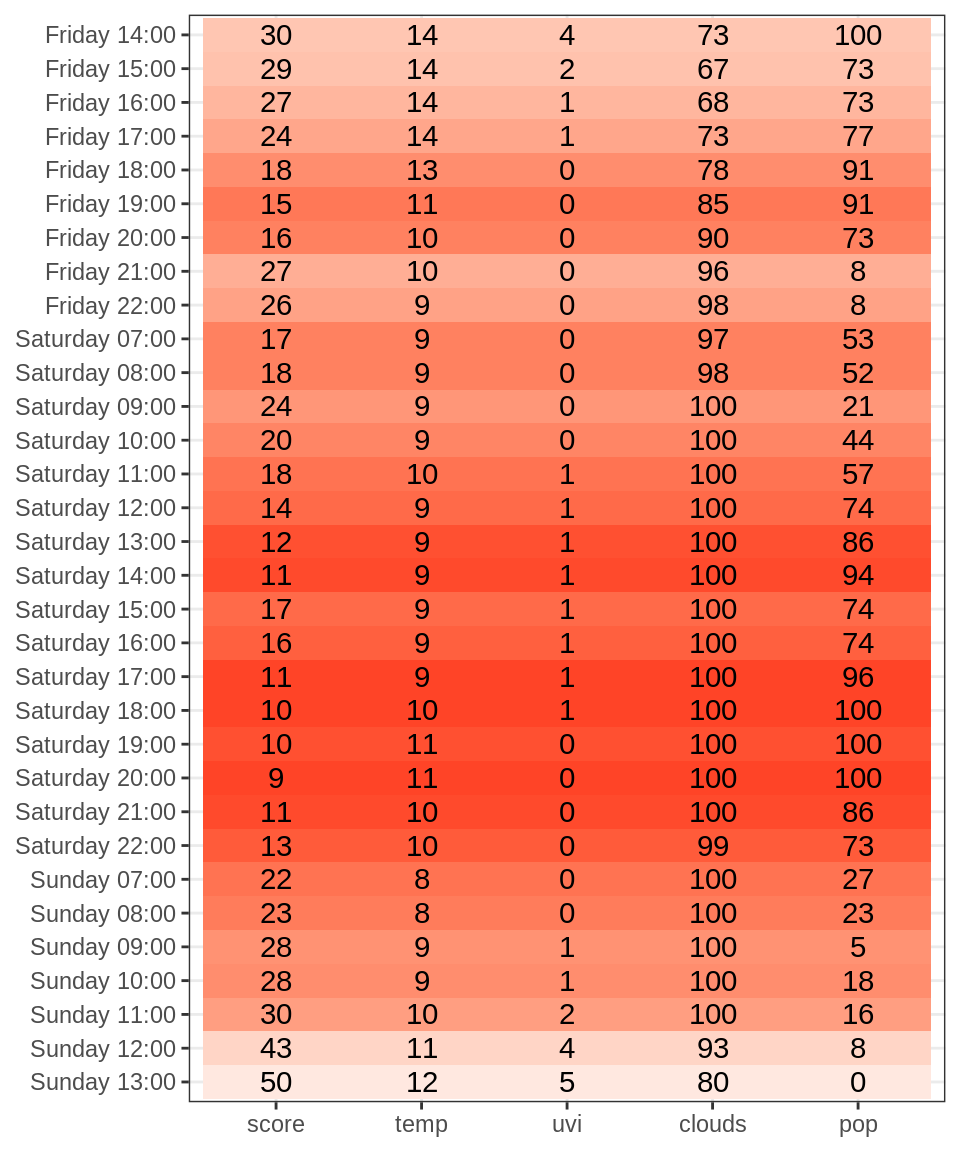 Friday 14:00 30 14 4 73 100
Friday 15:00 29 14 2 67 73
Friday 16:00 27 14 1 68 73
Friday 17:00 24 14 1 73 77
Friday 18:00 18 13 0 78 91
Friday 19:00 15 11 0 85 91
Friday 20:00 16 10 0 90 73
Friday 21:00 27 10 0 96 8
Friday 22:00 26 9 0 98 8
Saturday 07:00 17 9 0 97 53
Saturday 08:00 18 9 0 98 52
Saturday 09:00 24 9 0 100 21
Saturday 10:00 20 9 0 100 44
Saturday 11:00 18 10 1 100 57
Saturday 12:00 14 9 1 100 74
Saturday 13:00 12 9 1 100 86
Saturday 14:00 11 9 1 100 94
Saturday 15:00 17 9 1 100 74
Saturday 16:00 16 9 1 100 74
Saturday 17:00 11 9 1 100 96
Saturday 18:00 10 10 1 100 100
Saturday 19:00 10 11 0 100 100
Saturday 20:00 9 11 0 100 100
Saturday 21:00 11 10 0 100 86
Saturday 22:00 13 10 0 99 73
Sunday 07:00 22 8 0 100 27
Sunday 08:00 23 8 0 100 23
Sunday 09:00 28 9 1 100 5
Sunday 10:00 28 9 1 100 18
Sunday 11:00 30 10 2 100 16
Sunday 12:00 43 11 4 93 8
Sunday 13:00 50 12 5 80 0
score temp uvi clouds pop